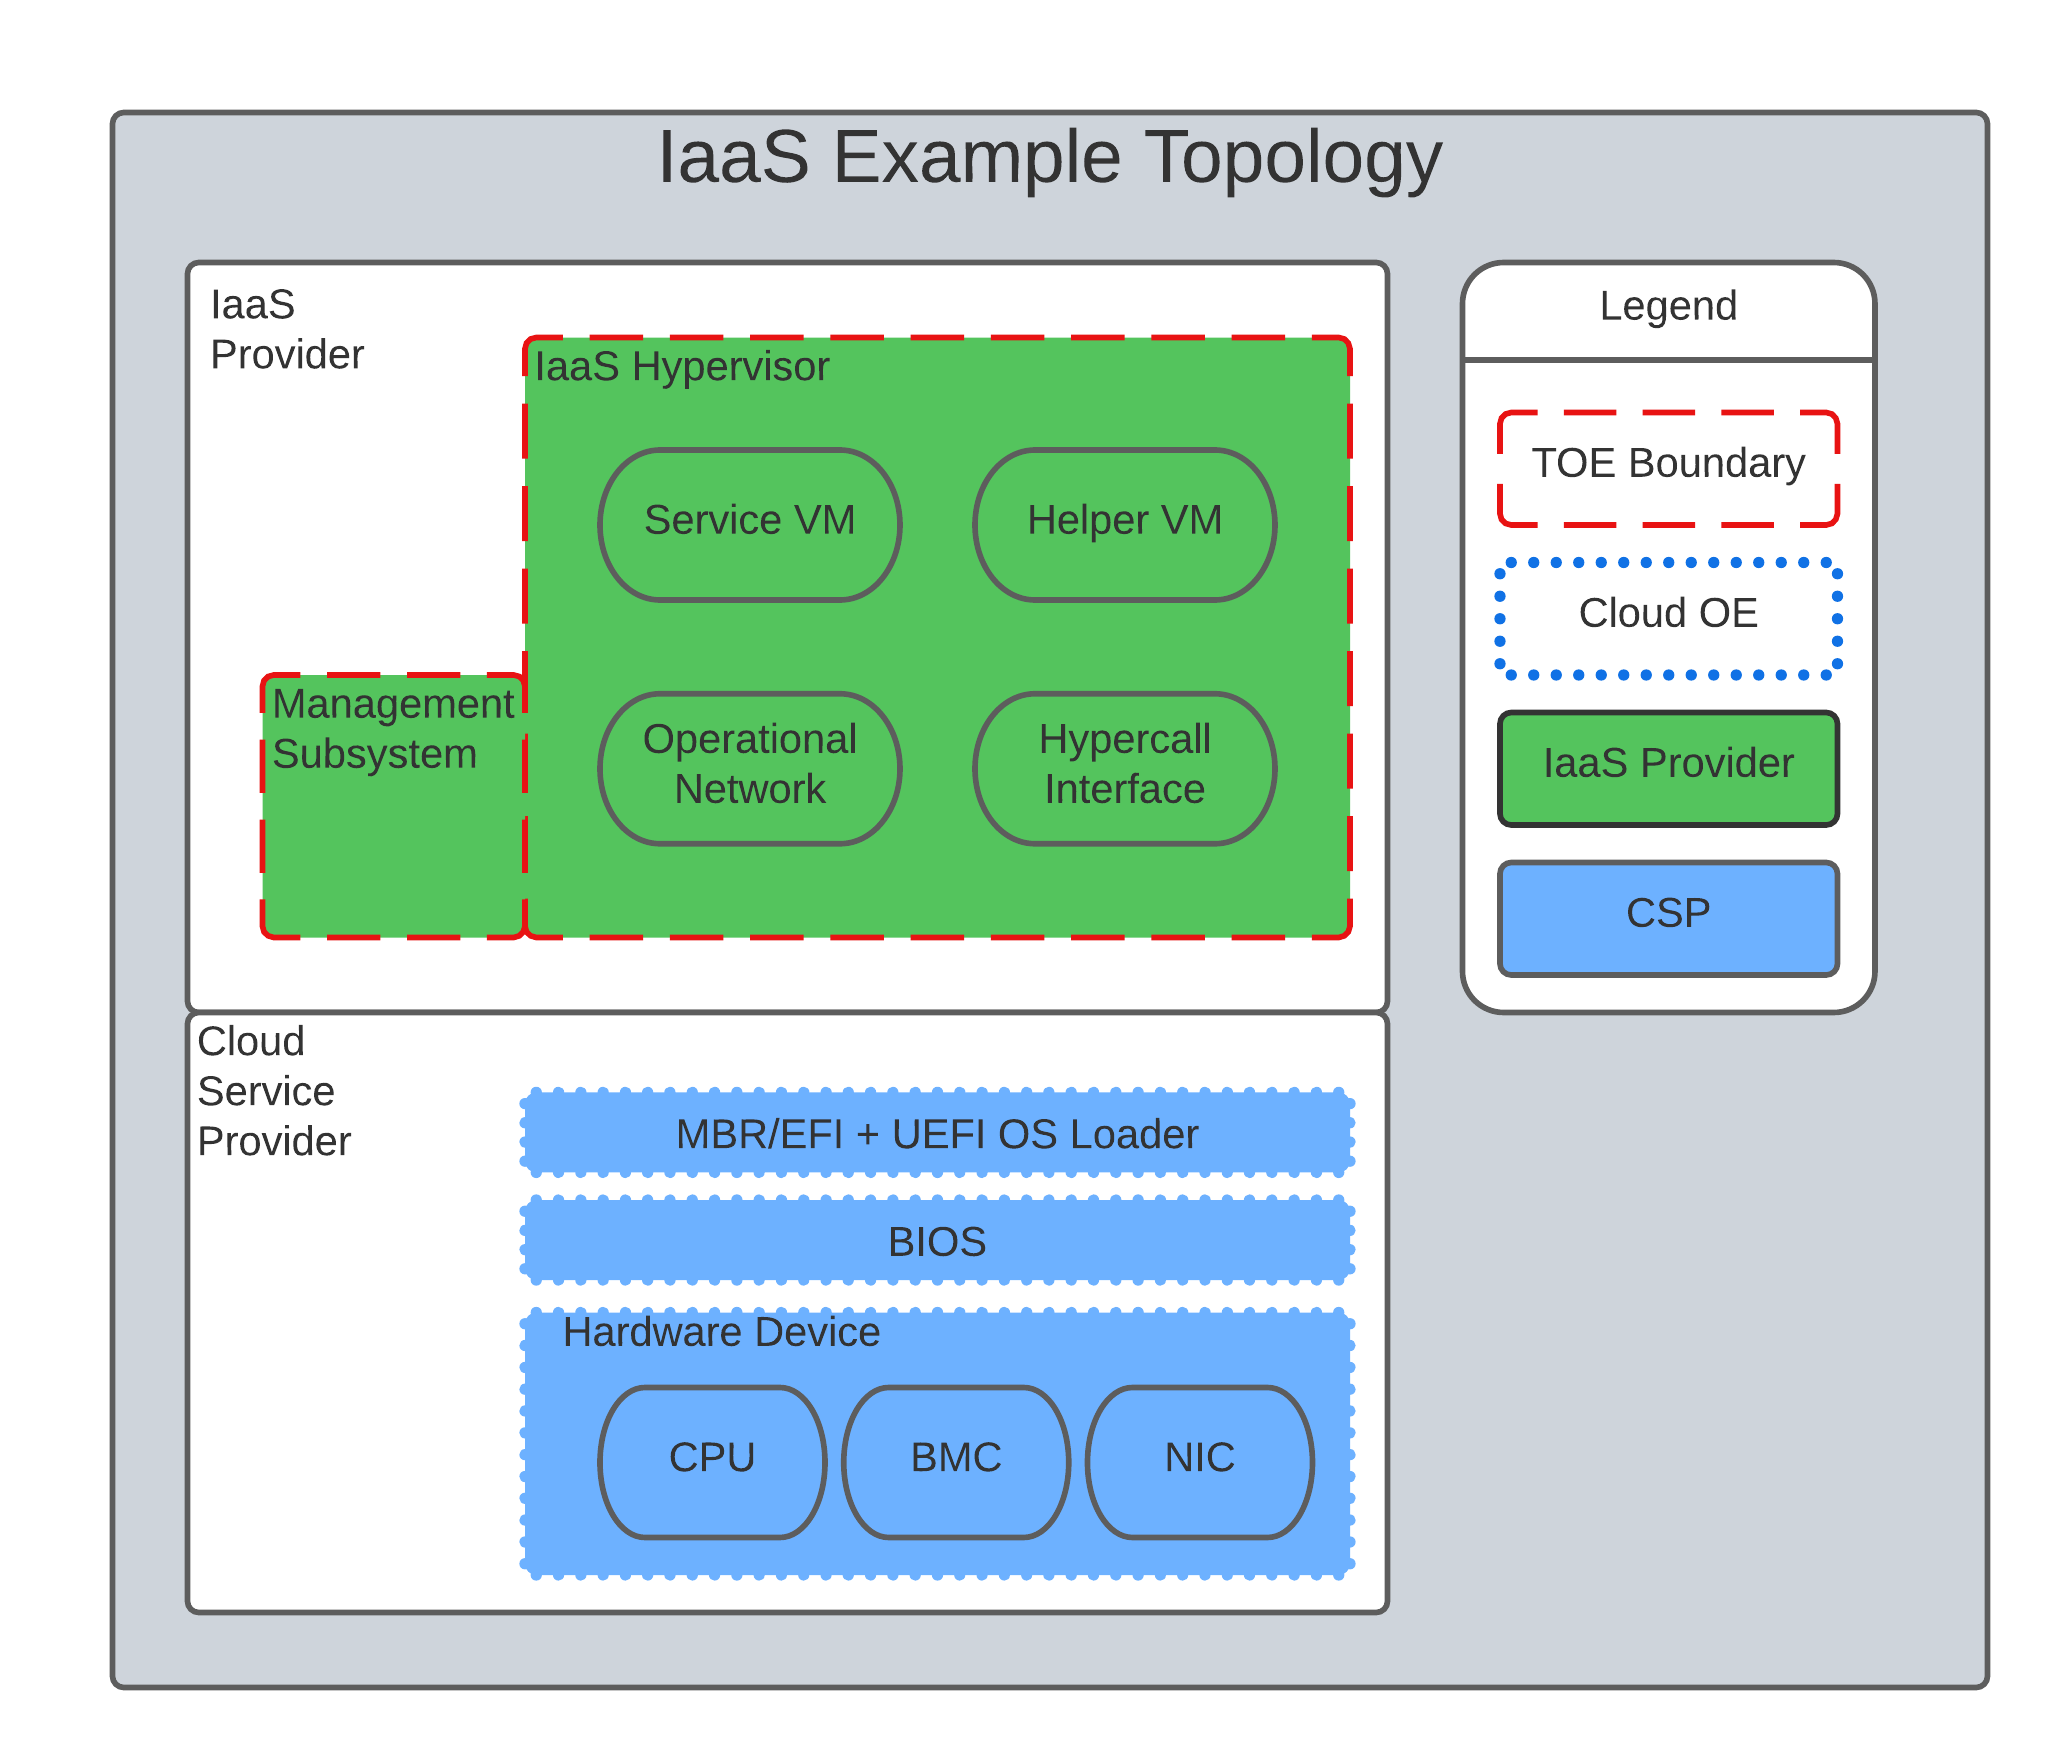 IaaS Example Topology
IaaS
Provider
IaaS Hypervisor
Service VM
Helper VM
Management
Subsystem
Operational
Network
Hypercall
Interface
Cloud
Service
Provider
MBR/EFI + UEFI OS Loader
BIOS
Hardware Device
CPU
BMC
NIC
Legend
TOE Boundary
Cloud OE
IaaS Provider
CSP